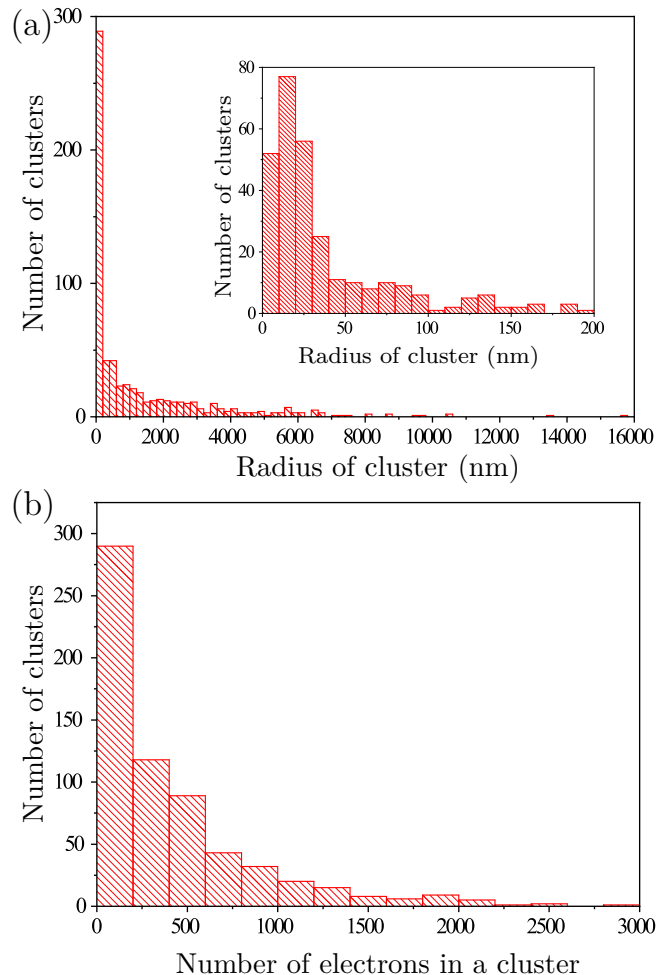 (a)
300
200
100
0
Number of clusters
80
60
40
20
0
Number of clusters
0 50 100 150 200
Radius of cluster (nm)
0 2000 4000 6000 8000 10000 12000 14000 16000
Radius of cluster (nm)
(b)
300
250
200
150
100
50
0
Number of clusters
0 500 1000 1500 2000 2500 3000
Number of electrons in a cluster